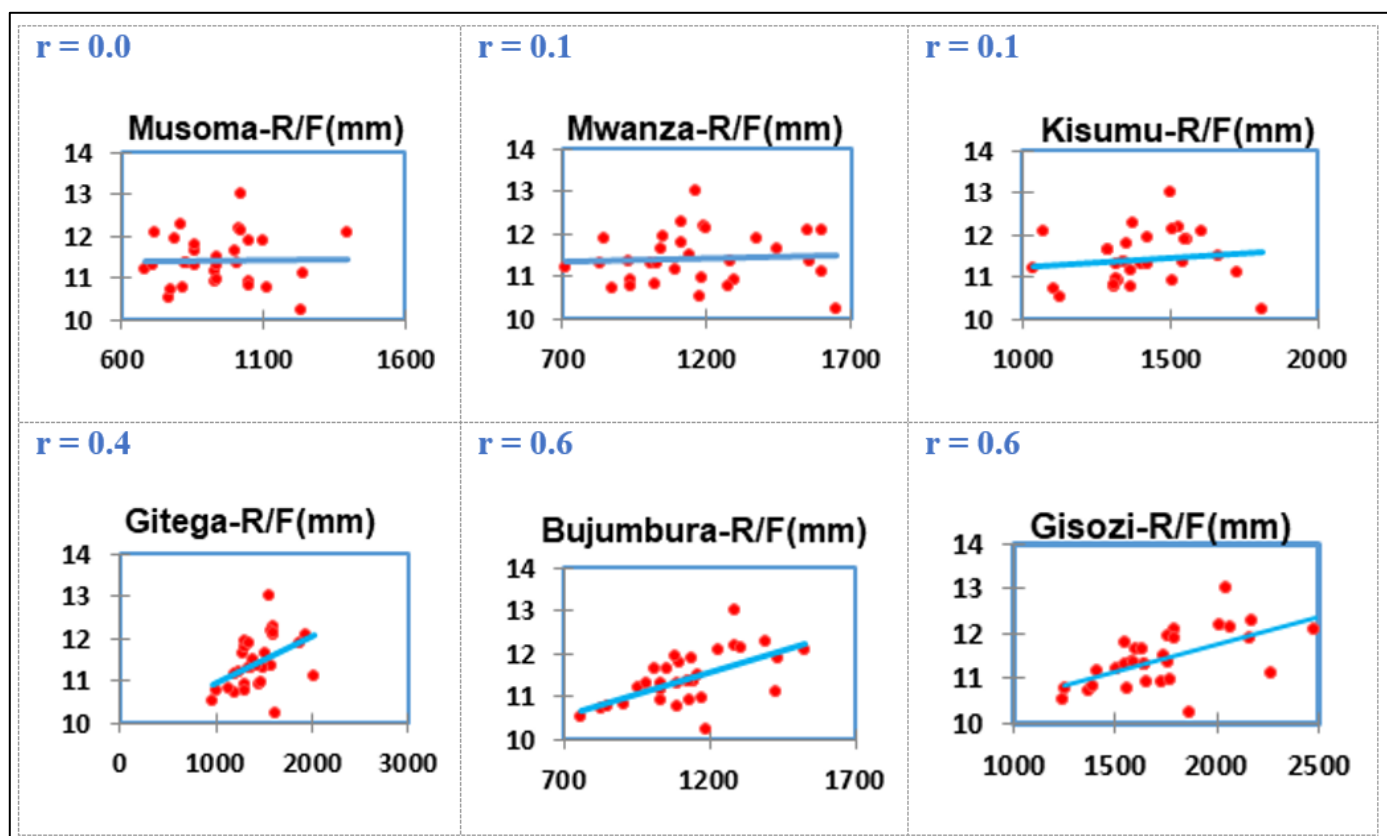 r = 0.0
Musoma-R/F(mm)
14
13
12
11
10
600 1100 1600
r = 0.1
Mwanza-R/F(mm)
14
13
12
11
10
700 1200 1700
r = 0.1
Kisumu-R/F(mm)
14
13
12
11
10
1000 1500 2000
r = 0.4
Gitega-R/F(mm)
14
13
12
11
10
0 1000 2000 3000
r = 0.6
Bujumbura-R/F(mm)
14
13
12
11
10
700 1200 1700
r = 0.6
Gisozi-R/F(mm)
14
13
12
11
10
1000 1500 2000 2500